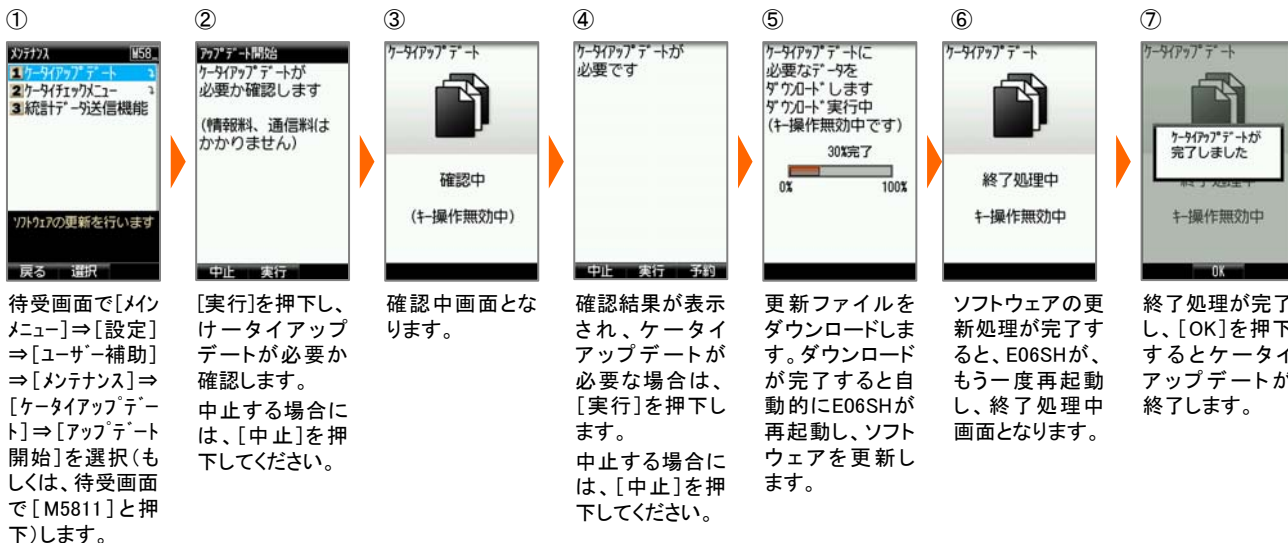 ①
メンテナンス M58_
1ケータイアップデート
2ケータイチェックメニュー
3統計データ送信機能
ソフトウェアの更新を行います
戻る 選択
待受画面で[メイン
メニュー]⇒[設定]
⇒[ユーザー補助]
⇒[メンテナンス]⇒
[ケータイアップデー
ト]⇒[アップデート
開始]を選択(も
しくは、待受画面
で[M5811]と押
下)します。
②
アップデート開始
ケータイアップデートが
必要か確認します
(情報料、通信料は
かかりません)
中止 実行
[実行]を押下し、
けータイアップ
デートが必要か
確認します。
中止する場合に
は、[中止]を押
下してください。
③
ケータイアップデート
確認中
(キー操作無効中)
確認中画面とな
ります。
④
ケータイアップデートが
必要です
中止 実行 予約
確認結果が表示
され、ケータイ
アップデートが
必要な場合は、
[実行]を押下し
ます。
中止する場合に
は、[中止]を押
下してください。
⑤
ケータイアップデートに
必要なデータを
ダウンロードします
ダウンロード実行中
(キー操作無効中です)
30%完了
0% 100%
更新ファイルを
ダウンロードしま
す。ダウンロード
が完了すると自
動的にE06SHが
再起動し、ソフト
ウェアを更新し
ます。
⑥
ケータイアップデート
終了処理中
キー操作無効中
ソフトウェアの更
新処理が完了す
ると、E06SHが、
もう一度再起動
し、終了処理中
画面となります。
⑦
ケータイアップデート
ケータイアップデートが
完了しました
終了処理中
キー操作無効中
OK
終了処理が完了
し、[OK]を押下
するとケータイ
アップデートが
終了します。